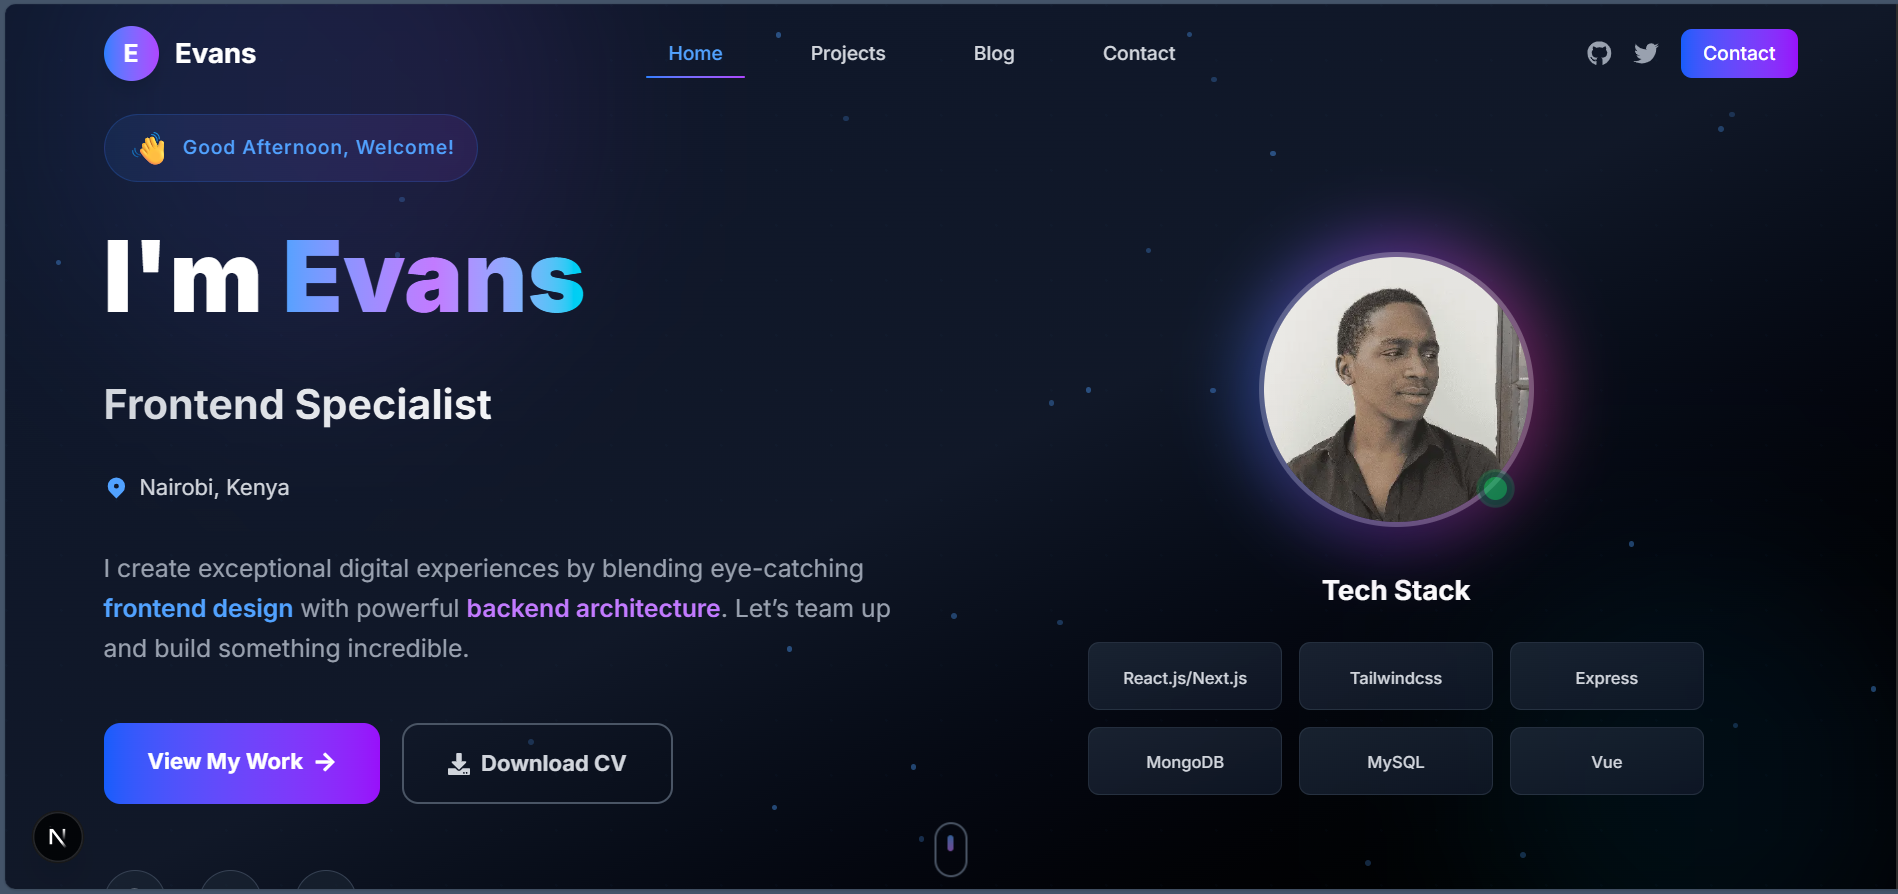 E Evans
Home Projects Blog Contact
Contact
Good Afternoon, Welcome!
I'm Evans
Frontend Specialist
Nairobi, Kenya
I create exceptional digital experiences by blending eye-catching
frontend design with powerful backend architecture. Let’s team up
and build something incredible.
View My Work
Download CV
Tech Stack
React.js/Next.js Tailwindcss Express
MongoDB MySQL Vue
N